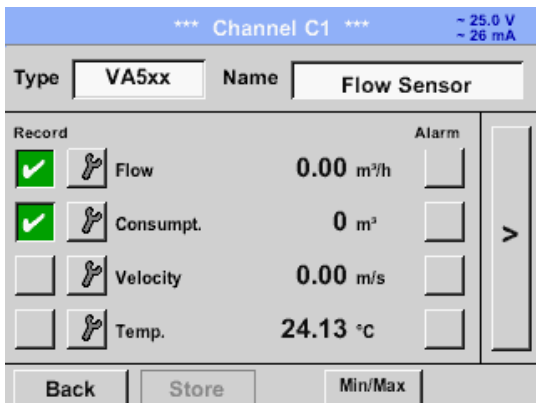 *** Channel C1 ***
~ 25.0 V
~ 26 mA
Type VA5xx Name Flow Sensor
Record Alarm
Flow 0.00 m³/h
Consumpt. 0 m³
Velocity 0.00 m/s
Temp. 24.13 °C
>
Back Store Min/Max